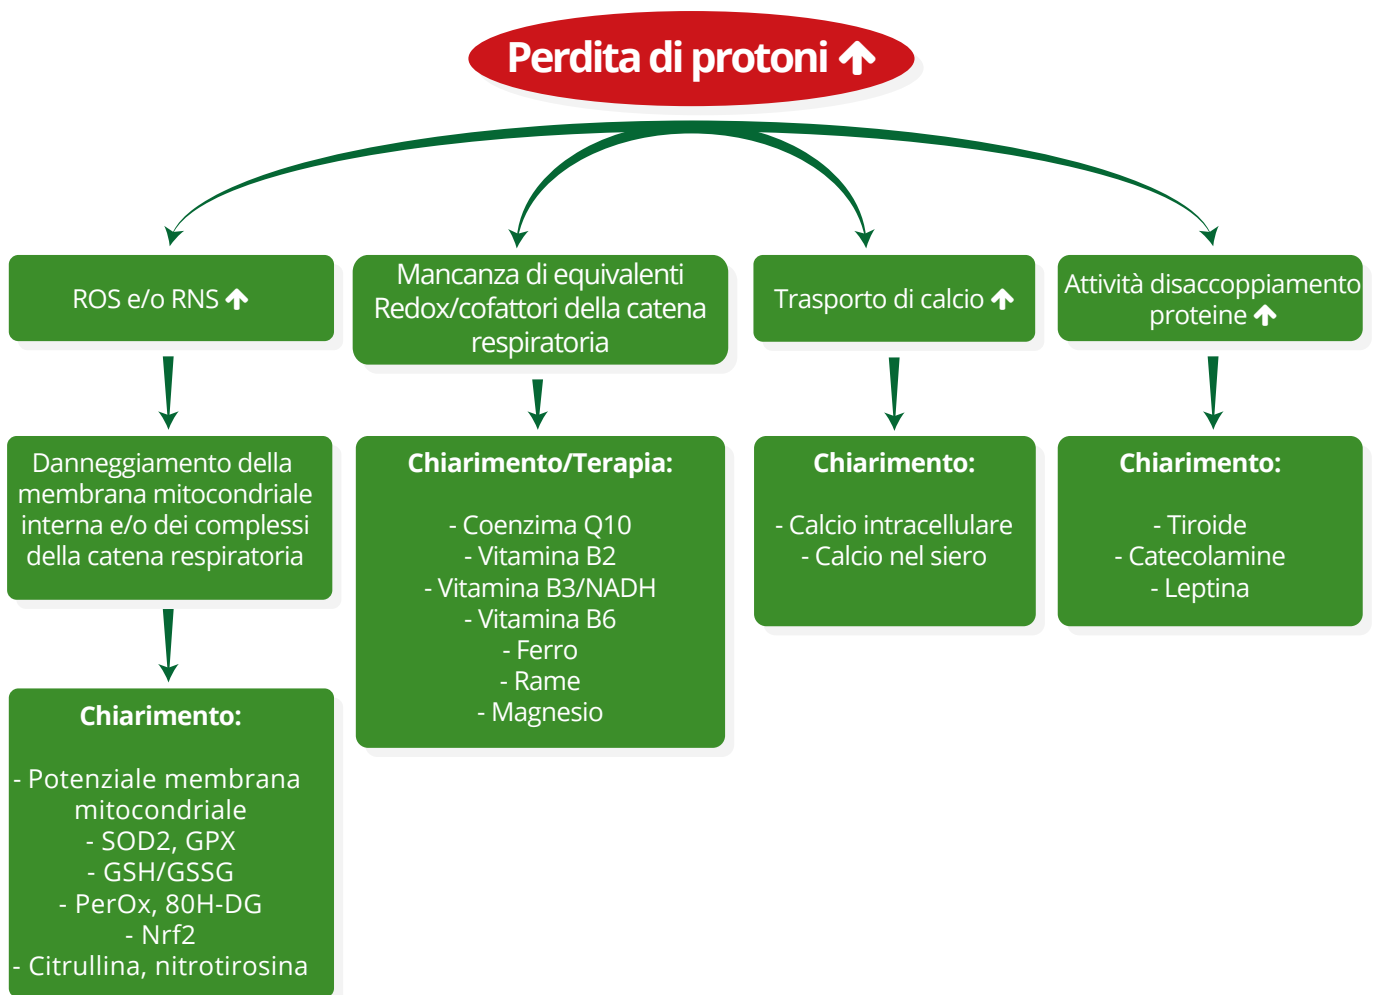 Perdita di protoni ↑
ROS e/o RNS ↑
Mancanza di equivalenti
Redox/cofattori della catena
respiratoria
Trasporto di calcio ↑
Attività disaccoppiamento
proteine ↑
Danneggiamento della
membrana mitocondriale
interna e/o dei complessi
della catena respiratoria
Chiarimento/Terapia:
- Coenzima Q10
- Vitamina B2
- Vitamina B3/NADH
- Vitamina B6
- Ferro
- Rame
- Magnesio
Chiarimento:
- Calcio intracellulare
- Calcio nel siero
Chiarimento:
- Tiroide
- Catecolamine
- Leptina
Chiarimento:
- Potenziale membrana
mitocondriale
- SOD2, GPX
- GSH/GSSG
- PerOx, 80H-DG
- Nrf2
- Citrullina, nitrotirosina